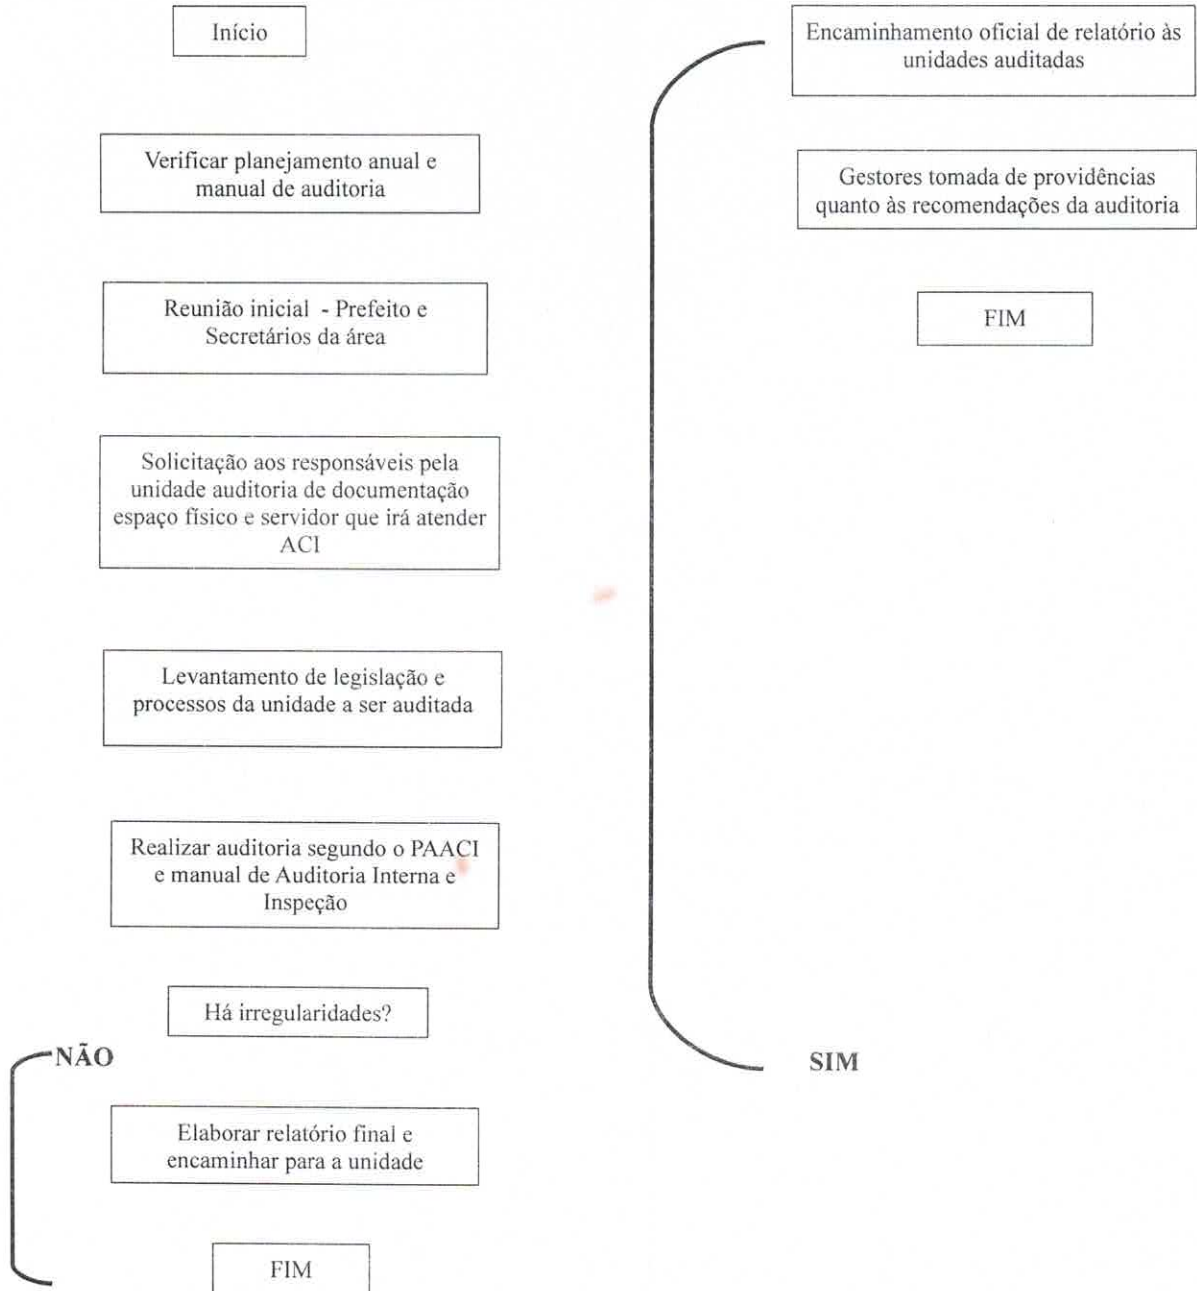 Início
Verificar planejamento anual e
manual de auditoria
Reunião inicial - Prefeito e
Secretários da área
Solicitação aos responsáveis pela
unidade auditoria de documentação
espaço físico e servidor que irá atender
ACI
Levantamento de legislação e
processos da unidade a ser auditada
Realizar auditoria segundo o PAACI
e manual de Auditoria Interna e
Inspeção
Há irregularidades?
NÃO
Elaborar relatório final e
encaminhar para a unidade
FIM
SIM
Encaminhamento oficial de relatório às
unidades auditadas
Gestores tomada de providências
quanto às recomendações da auditoria
FIM